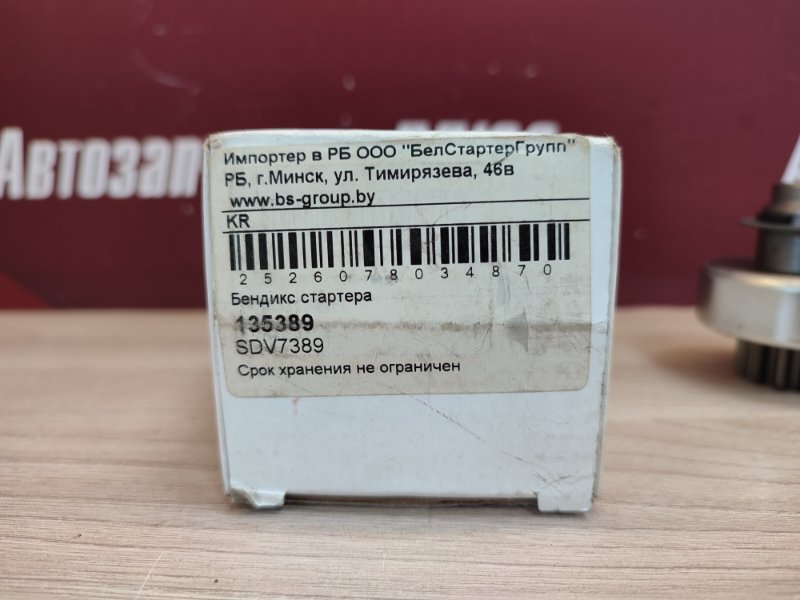 Автозап
Импортер в РБ ООО "БелСтартерГрупп"
РБ, г.Минск, ул. Тимирязева, 46в
www.bs-group.by
KR
2526078034870
Бендикс стартера
135389
SDV7389
Срок хранения не ограничен